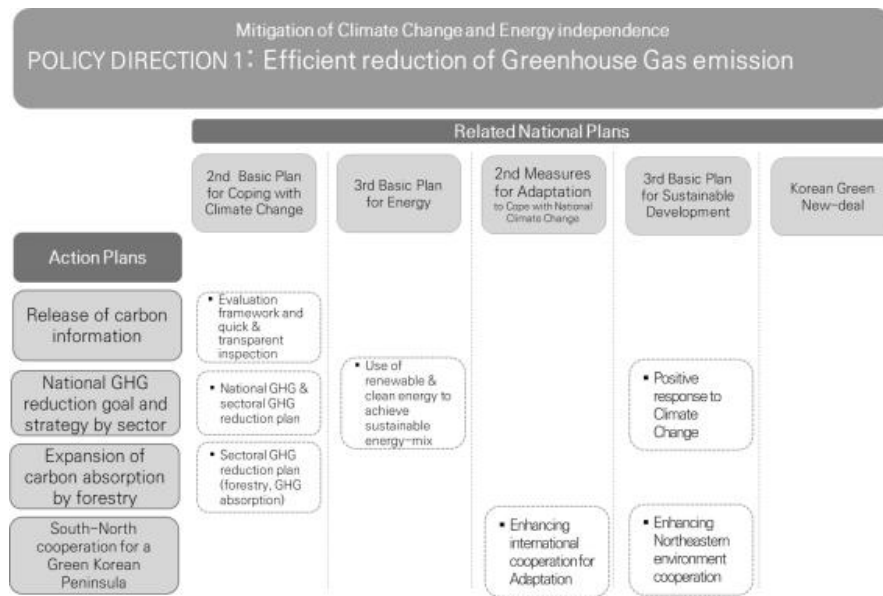 Mitigation of Climate Change and Energy independence
POLICY DIRECTION 1: Efficient reduction of Greenhouse Gas emission
Related National Plans
2nd Basic Plan
for Coping with
Climate Change
3rd Basic Plan
for Energy
2nd Measures
for Adaptation
to Cope with National
Climate Change
3rd Basic Plan
for Sustainable
Development
Korean Green
New-deal
Action Plans
Release of carbon
information
▪ Evaluation
framework and
quick &
transparent
inspection
National GHG
reduction goal and
strategy by sector
▪ National GHG &
sectoral GHG
reduction plan
▪ Use of
renewable &
clean energy to
achieve
sustainable
energy-mix
▪ Positive
response to
Climate
Change
Expansion of
carbon absorption
by forestry
▪ Sectoral GHG
reduction plan
(forestry, GHG
absorption)
South-North
cooperation for a
Green Korean
Peninsula
▪ Enhancing
international
cooperation for
Adaptation
▪ Enhancing
Northeastern
environment
cooperation